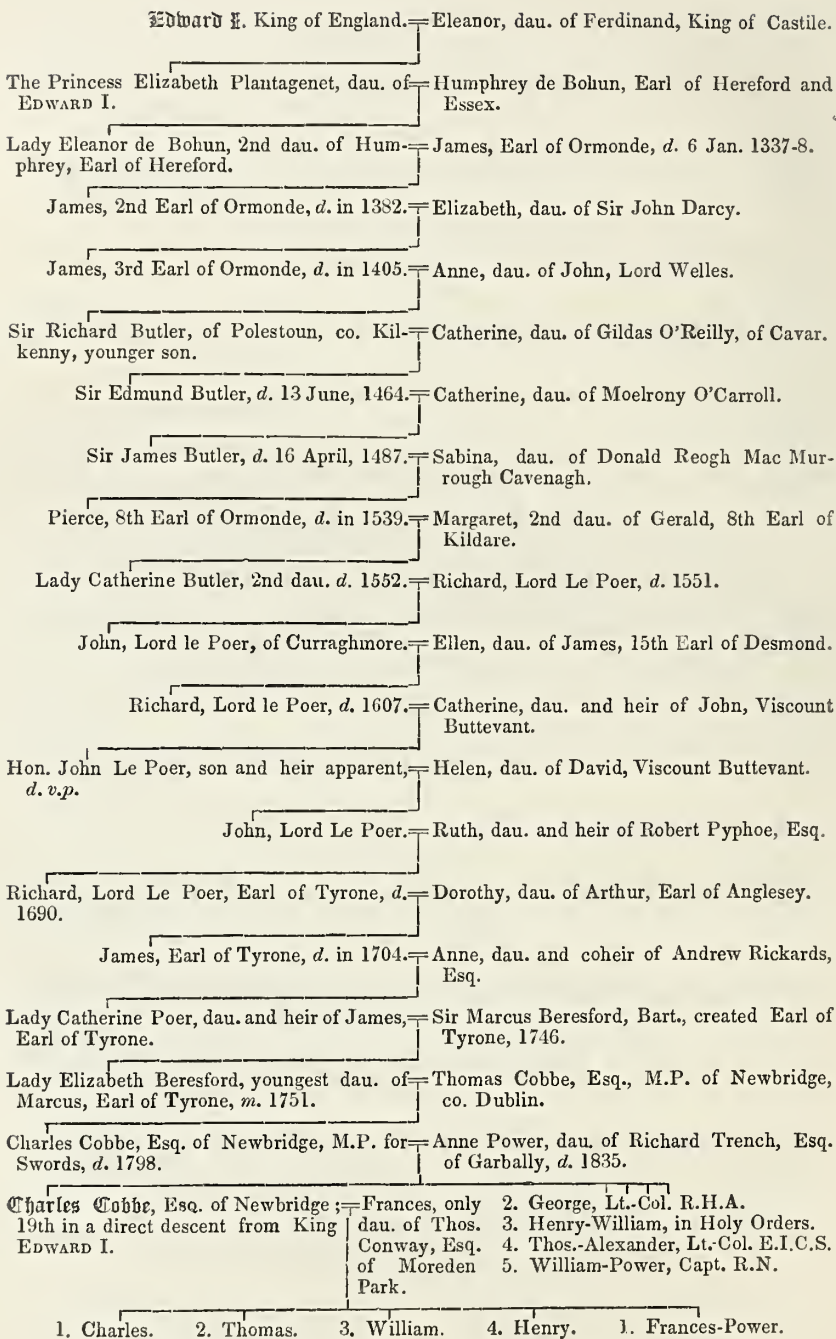 Edward I. King of England. Eleanor, dau. of Ferdinand, King of Castile.
The Princess Elizabeth Plantagenet, dau. of Humphrey de Bohun, Earl of Hereford and
EDWARD I. Essex.
Lady Eleanor de Bohun, 2nd dau. of Hum- James, Earl of Ormonde, d. 6 Jan. 1337-8.
phrey, Earl of Hereford.
James, 2nd Earl of Ormonde, d. in 1382. Elizabeth, dau. of Sir John Darcy.
James, 3rd Earl of Ormonde, d. in 1405. Anne, dau. of John, Lord Welles.
Sir Richard Butler, of Polestoun, co. Kil- Catherine, dau. of Gildas O'Reilly, of Cavar.
kenny, younger son.
Sir Edmund Butler, d. 13 June, 1464. Catherine, dau. of Moelrony O'Carroll.
Sir James Butler, d. 16 April, 1487. Sabina, dau. of Donald Reogh Mac Mur-
rough Cavenagh.
Pierce, 8th Earl of Ormonde, d. in 1539. Margaret, 2nd dau. of Gerald, 8th Earl of
Kildare.
Lady Catherine Butler, 2nd dau. d. 1552. Richard, Lord Le Poer, d. 1551.
John, Lord le Poer, of Curraghmore. Ellen, dau. of James, 15th Earl of Desmond.
Richard, Lord le Poer, d. 1607. Catherine, dau. and heir of John, Viscount
Buttevant.
Hon. John Le Poer, son and heir apparent, Helen, dau. of David, Viscount Buttevant.
d. v.p.
John, Lord Le Poer. Ruth, dau. and heir of Robert Pyphoe, Esq.
Richard, Lord Le Poer, Earl of Tyrone, d. Dorothy, dau. of Arthur, Earl of Anglesey.
1690.
James, Earl of Tyrone, d. in 1704. Anne, dau. and coheir of Andrew Rickards,
Esq.
Lady Catherine Poer, dau. and heir of James, Sir Marcus Beresford, Bart., created Earl of
Earl of Tyrone. Tyrone, 1746.
Lady Elizabeth Beresford, youngest dau. of Thomas Cobbe, Esq., M.P. of Newbridge,
Marcus, Earl of Tyrone, m. 1751. co. Dublin.
Charles Cobbe, Esq. of Newbridge, M.P. for Anne Power, dau. of Richard Trench, Esq.
Swords, d. 1798. of Garbally, d. 1835.
Charles Cobbe, Esq. of Newbridge; Frances, only 2. George, Lt.-Col. R.H.A.
19th in a direct descent from King dau. of Thos. 3. Henry-William, in Holy Orders.
EDWARD I. Conway, Esq. 4. Thos.-Alexander, Lt.-Col. E.I.C.S.
of Moreden 5. William-Power, Capt. R.N.
Park.
1. Charles. 2. Thomas. 3. William. 4. Henry. 1. Frances-Power.